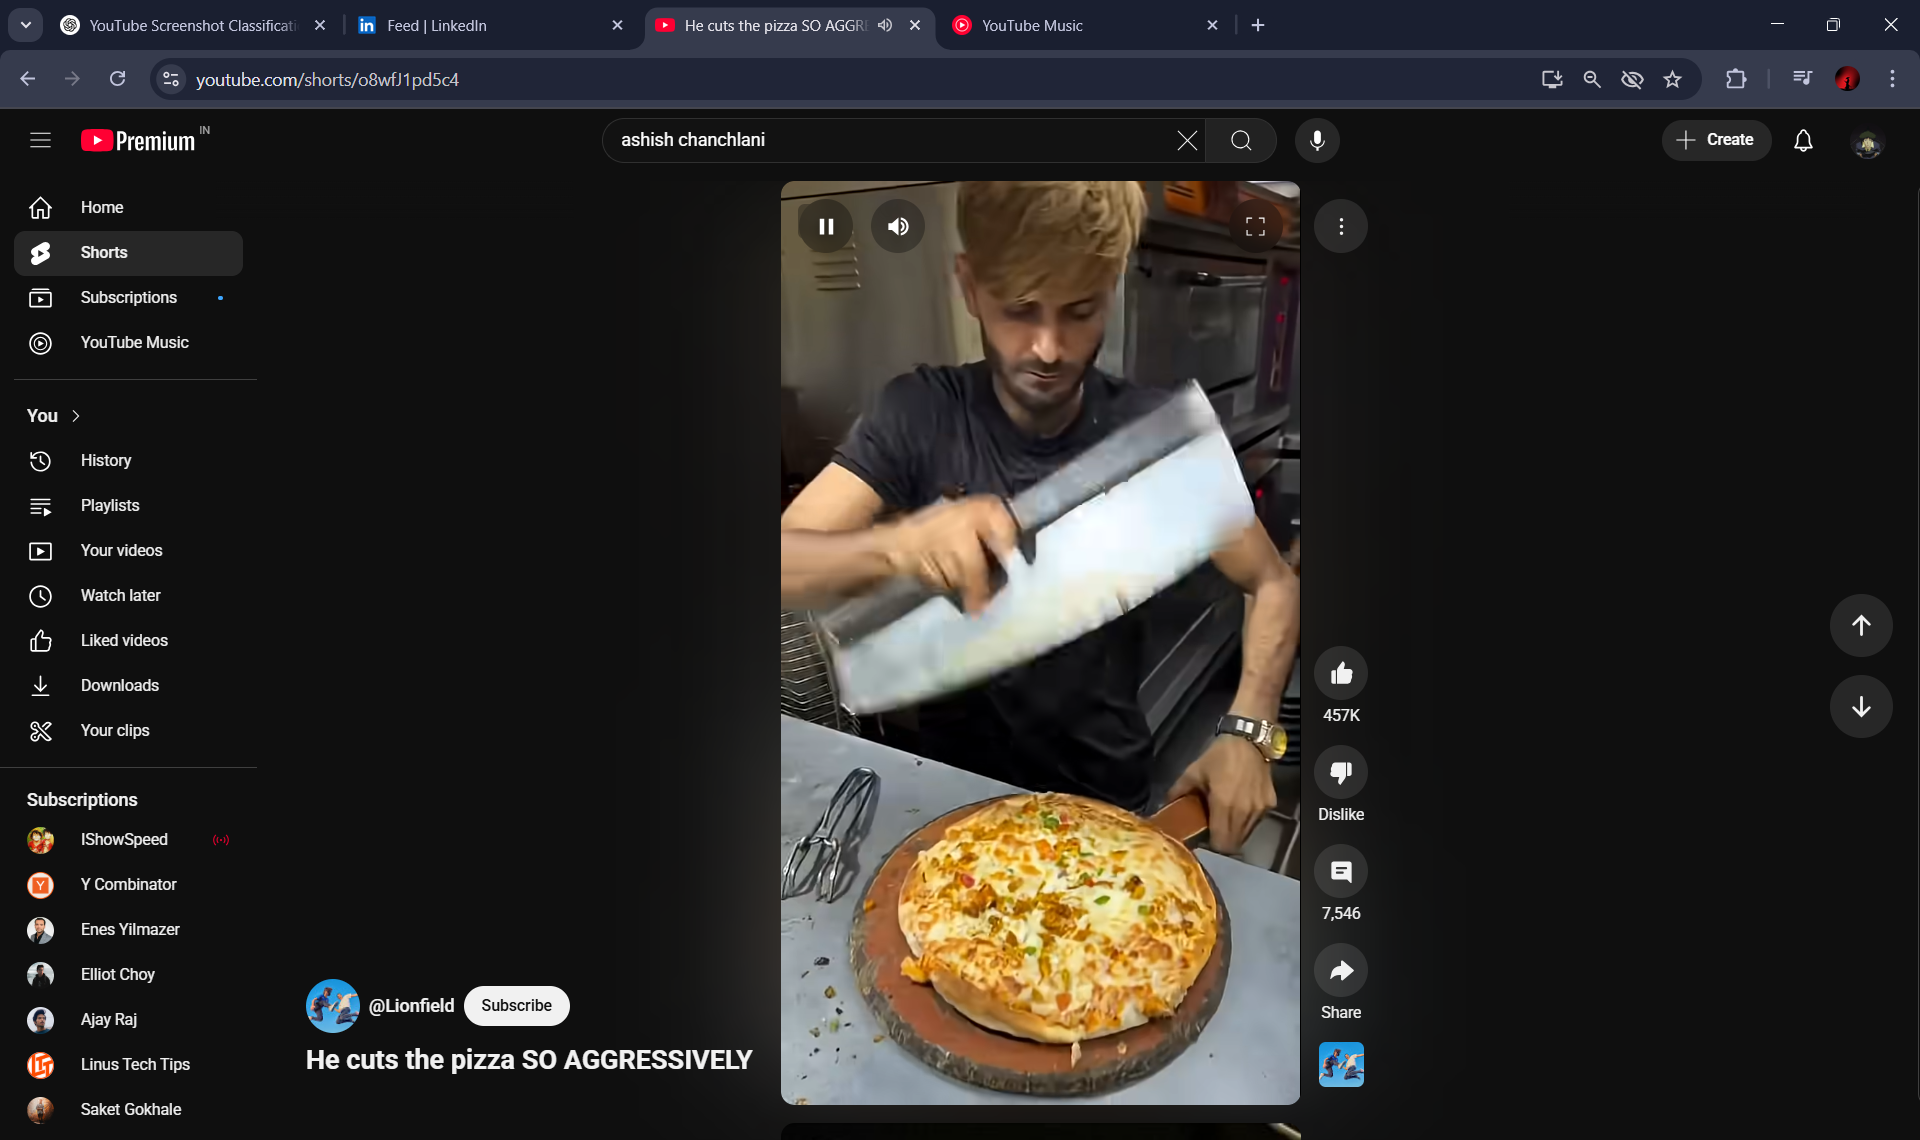 YouTube Screenshot Classificati
Feed | LinkedIn
He cuts the pizza SO AGGRE
YouTube Music
youtube.com/shorts/o8wfJ1pd5c4
Premium IN
ashish chanchlani
Create
Home
Shorts
Subscriptions
YouTube Music
You
History
Playlists
Your videos
Watch later
Liked videos
Downloads
Your clips
Subscriptions
IShowSpeed
Y Combinator
Enes Yilmazer
Elliot Choy
Ajay Raj
Linus Tech Tips
Saket Gokhale
@Lionfield
Subscribe
He cuts the pizza SO AGGRESSIVELY
457K
Dislike
7,546
Share